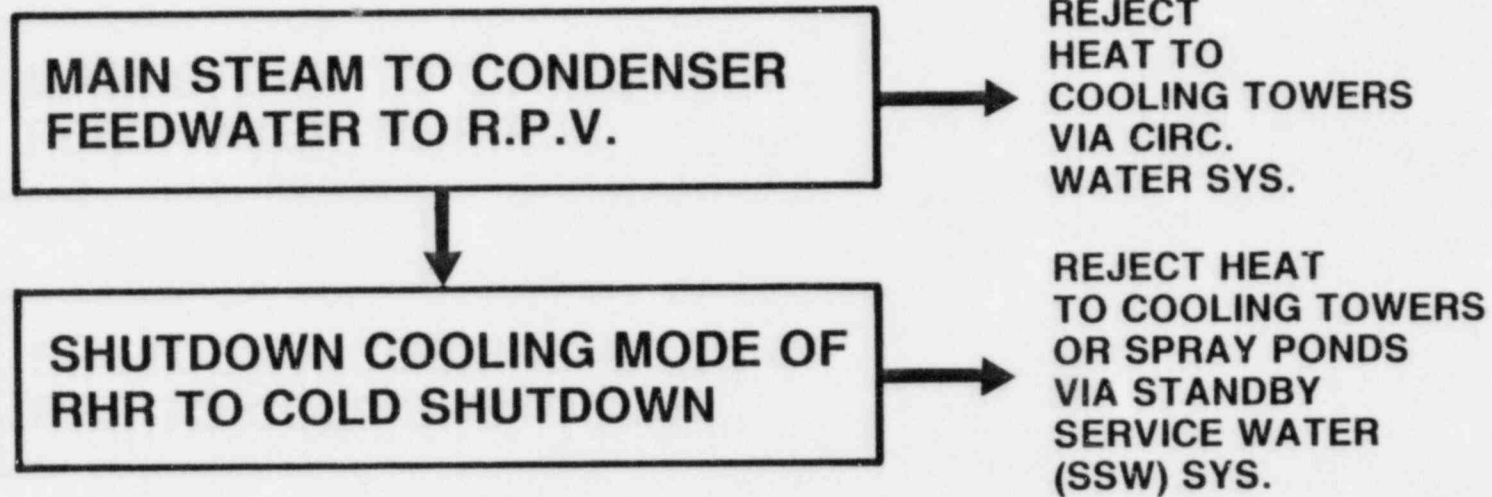 MAIN STEAM TO CONDENSER
FEEDWATER TO R.P.V.
REJECT
HEAT TO
COOLING TOWERS
VIA CIRC.
WATER SYS.
SHUTDOWN COOLING MODE OF
RHR TO COLD SHUTDOWN
REJECT HEAT
TO COOLING TOWERS
OR SPRAY PONDS
VIA STANDBY
SERVICE WATER
(SSW) SYS.